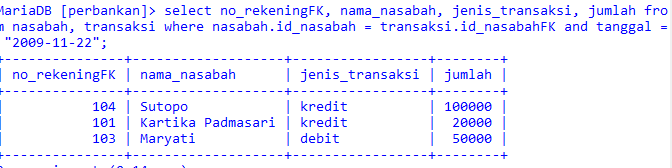 MariaDB [perbankan]> select no_rekeningFK, nama_nasabah, jenis_transaksi, jumlah fro
m nasabah, transaksi where nasabah.id_nasabah = transaksi.id_nasabahFK and tanggal =
"2009-11-22";
+---------------+-------------------+-----------------+--------+
| no_rekeningFK | nama_nasabah | jenis_transaksi | jumlah |
+---------------+-------------------+-----------------+--------+
| 104 | Sutopo | kredit | 100000 |
| 101 | Kartika Padmasari | kredit | 20000 |
| 103 | Maryati | debit | 50000 |
+---------------+-------------------+-----------------+--------+